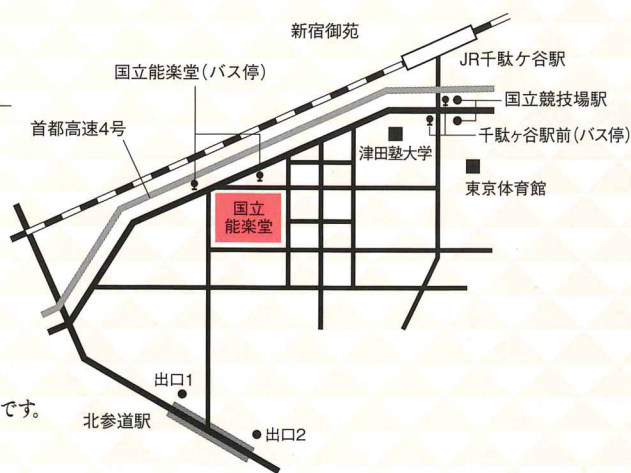 新宿御苑
JR千駄ケ谷駅
国立能楽堂(バス停)
国立競技場駅
首都高速4号
千駄ヶ谷駅前(バス停)
津田塾大学
東京体育館
国立
能楽堂
出口1
です。
北参道駅
出口2